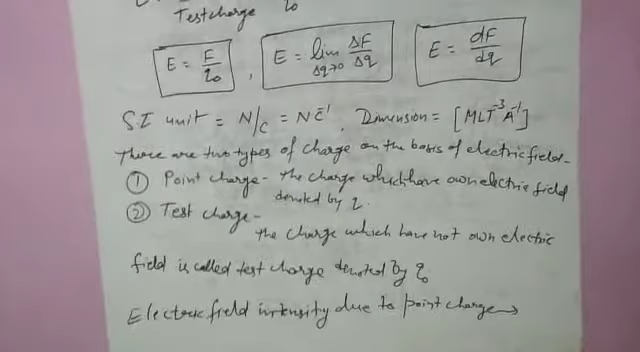 Test charge q₀
E = F/q₀ , E = lim Δq→0 ΔF/Δq E = dF/dq
S.I unit = N/C = NC⁻¹, Dimension = [MLT⁻³A⁻¹]
There are two types of charge on the basis of electric field-
① Point charge - the charge which have own electric field
denoted by q.
② Test charge -
the charge which have not own electric
field is called test charge denoted by q₀
Electric field intensity due to point charge→